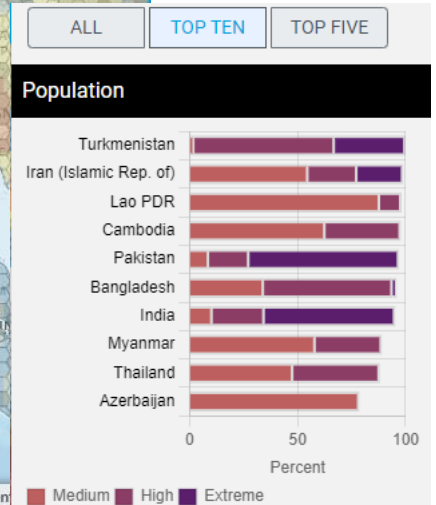 ALL TOP TEN TOP FIVE
Population
Turkmenistan
Iran (Islamic Rep. of)
Lao PDR
Cambodia
Pakistan
Bangladesh
India
Myanmar
Thailand
Azerbaijan
0 50 100
Percent
Medium High Extreme